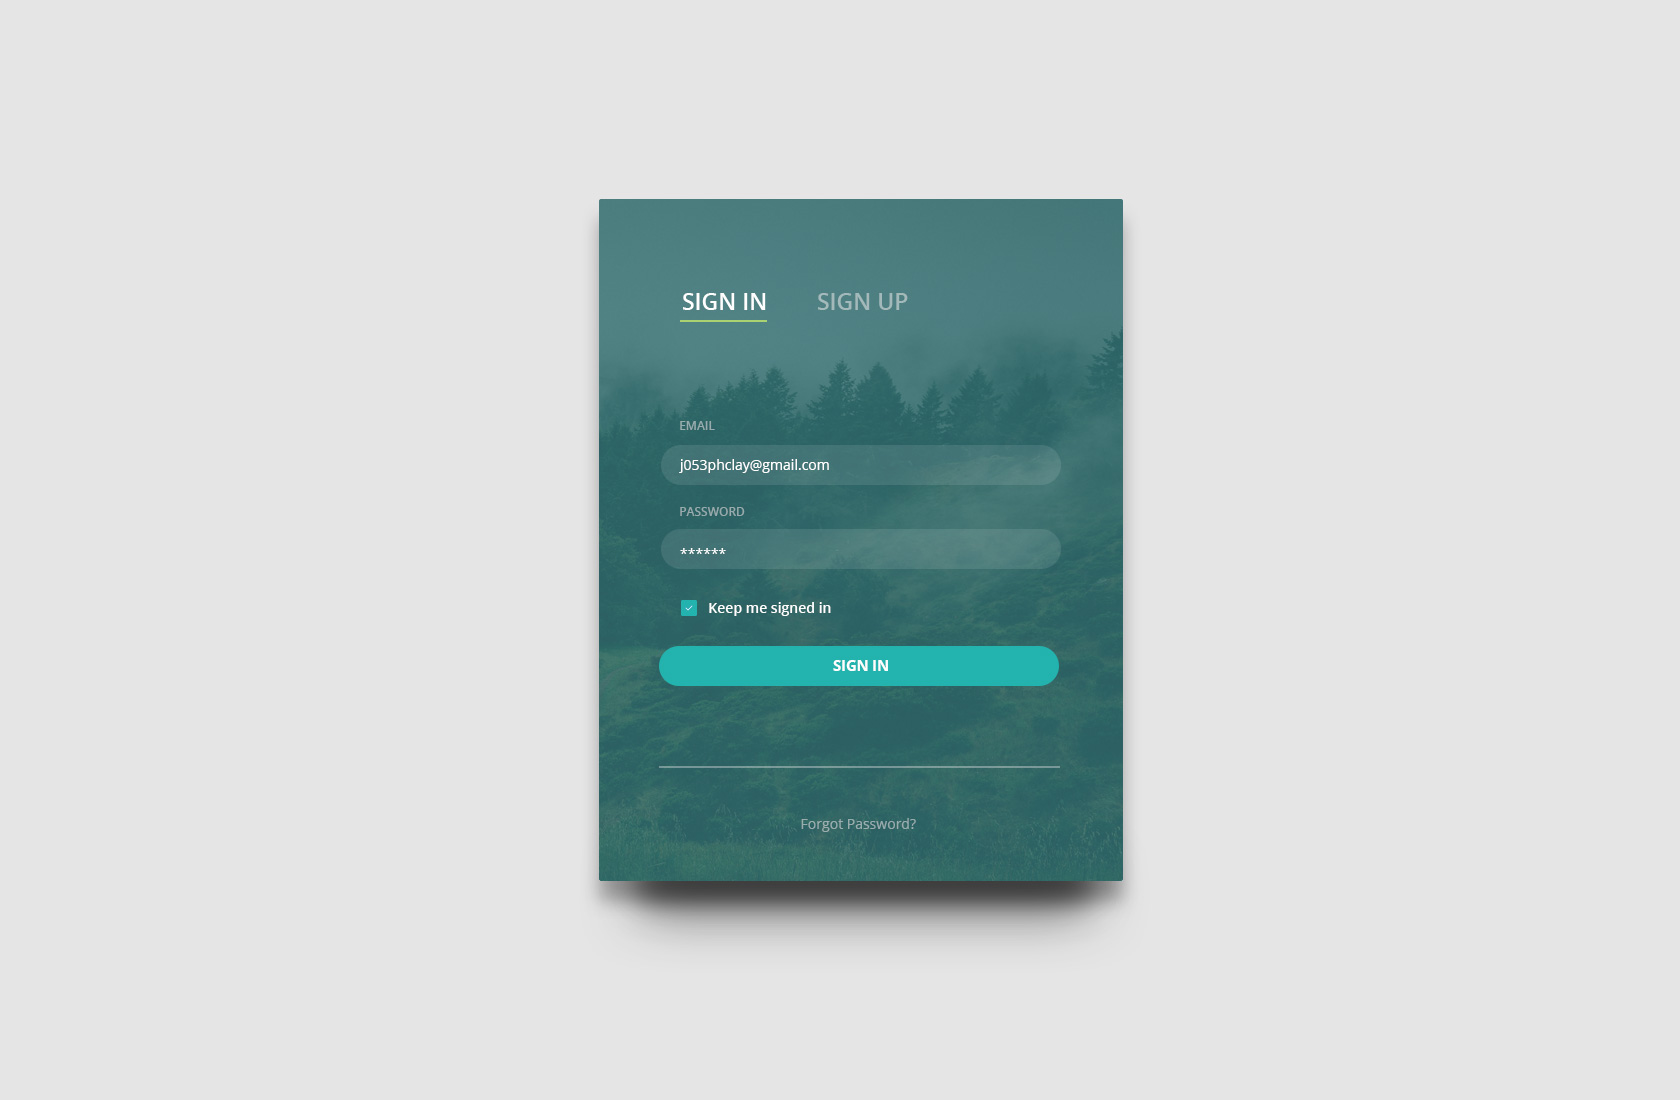 SIGN IN SIGN UP
EMAIL
j053phclay@gmail.com
PASSWORD
******
Keep me signed in
SIGN IN
Forgot Password?